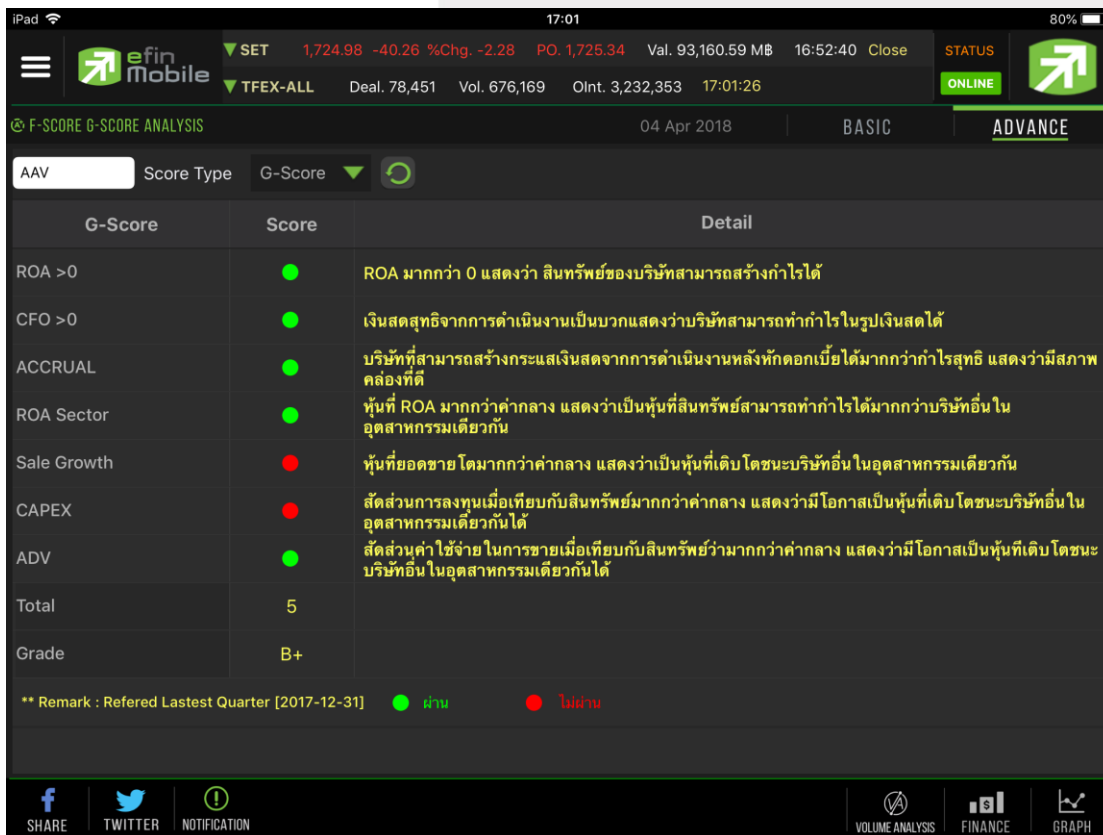 iPad 17:01 80%
efin Mobile
SET 1,724.98 -40.26 %Chg. -2.28 PO. 1,725.34 Val. 93,160.59 M฿ 16:52:40 Close
TFEX-ALL Deal. 78,451 Vol. 676,169 OInt. 3,232,353 17:01:26
STATUS
ONLINE
F-SCORE G-SCORE ANALYSIS 04 Apr 2018 BASIC ADVANCE
AAV Score Type G-Score
G-Score Score Detail
ROA >0 ROA มากกว่า 0 แสดงว่า สินทรัพย์ของบริษัทสามารถสร้างกำไรได้
CFO >0 เงินสดสุทธิจากการดำเนินงานเป็นบวกแสดงว่าบริษัทสามารถทำกำไรในรูปเงินสดได้
ACCRUAL บริษัทที่สามารถสร้างกระแสเงินสดจากการดำเนินงานหลังหักดอกเบี้ยได้มากกว่ากำไรสุทธิ แสดงว่ามีสภาพ
คล่องที่ดี
ROA Sector หุ้นที่ ROA มากกว่าค่ากลาง แสดงว่าเป็นหุ้นที่สินทรัพย์สามารถทำกำไรได้มากกว่าบริษัทอื่นใน
อุตสาหกรรมเดียวกัน
Sale Growth หุ้นที่ยอดขายโตมากกว่าค่ากลาง แสดงว่าเป็นหุ้นที่เติบโตชนะบริษัทอื่นในอุตสาหกรรมเดียวกัน
CAPEX สัดส่วนการลงทุนเมื่อเทียบกับสินทรัพย์มากกว่าค่ากลาง แสดงว่ามีโอกาสเป็นหุ้นที่เติบโตชนะบริษัทอื่นใน
อุตสาหกรรมเดียวกันได้
ADV สัดส่วนค่าใช้จ่ายในการขายเมื่อเทียบกับสินทรัพย์ว่ามากกว่าค่ากลาง แสดงว่ามีโอกาสเป็นหุ้นทีเติบโตชนะ
บริษัทอื่นในอุตสาหกรรมเดียวกันได้
Total 5
Grade B+
** Remark : Refered Lastest Quarter [2017-12-31] ผ่าน ไม่ผ่าน
SHARE TWITTER NOTIFICATION VOLUME ANALYSIS FINANCE GRAPH